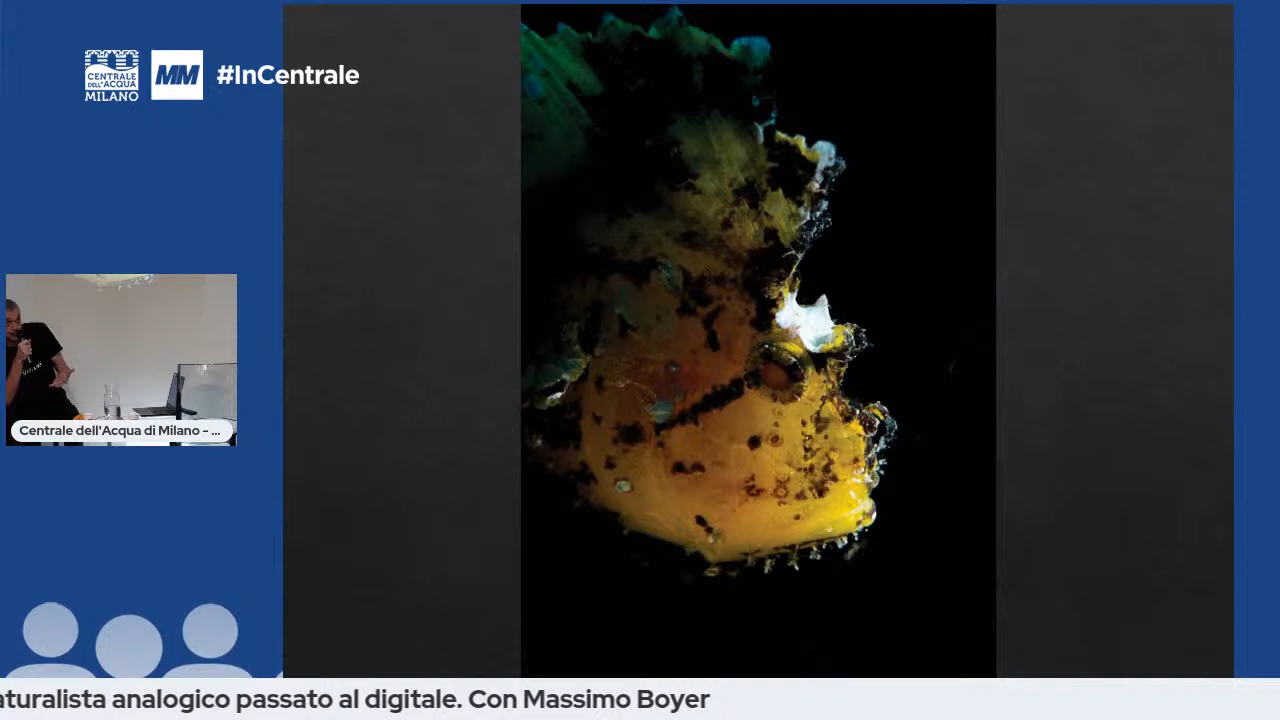 CENTRALE
DELL'ACQUA
MILANO
MM
#InCentrale
Centrale dell'Acqua di Milano - ...
aturalista analogico passato al digitale. Con Massimo Boyer